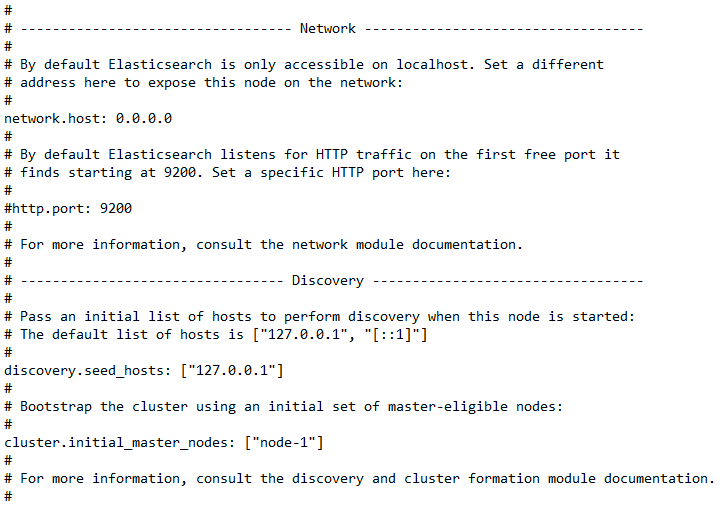 #
# ---------------------------------- Network -----------------------------------
#
# By default Elasticsearch is only accessible on localhost. Set a different
# address here to expose this node on the network:
#
network.host: 0.0.0.0
#
# By default Elasticsearch listens for HTTP traffic on the first free port it
# finds starting at 9200. Set a specific HTTP port here:
#
#http.port: 9200
#
# For more information, consult the network module documentation.
#
# --------------------------------- Discovery ----------------------------------
#
# Pass an initial list of hosts to perform discovery when this node is started:
# The default list of hosts is ["127.0.0.1", "[::1]"]
#
discovery.seed_hosts: ["127.0.0.1"]
#
# Bootstrap the cluster using an initial set of master-eligible nodes:
#
cluster.initial_master_nodes: ["node-1"]
#
# For more information, consult the discovery and cluster formation module documentation.
#